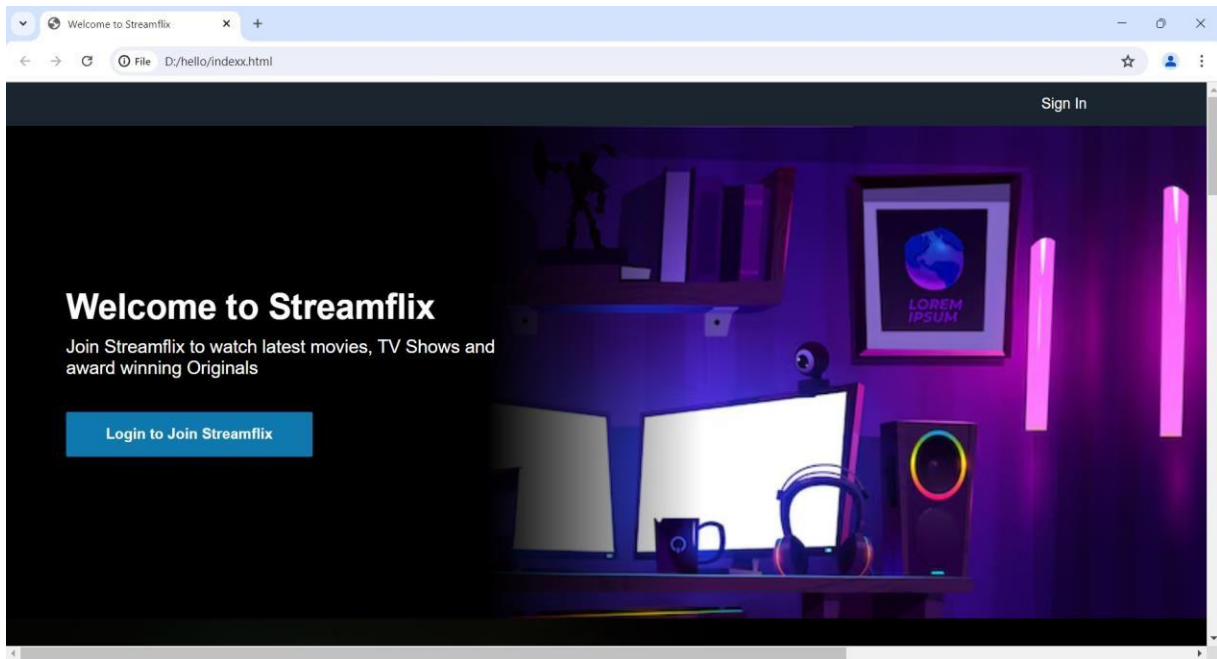 Welcome to Streamflix
File D:/hello/indexx.html
Sign In
LOREM
IPSUM
Welcome to Streamflix
Join Streamflix to watch latest movies, TV Shows and
award winning Originals
Login to Join Streamflix